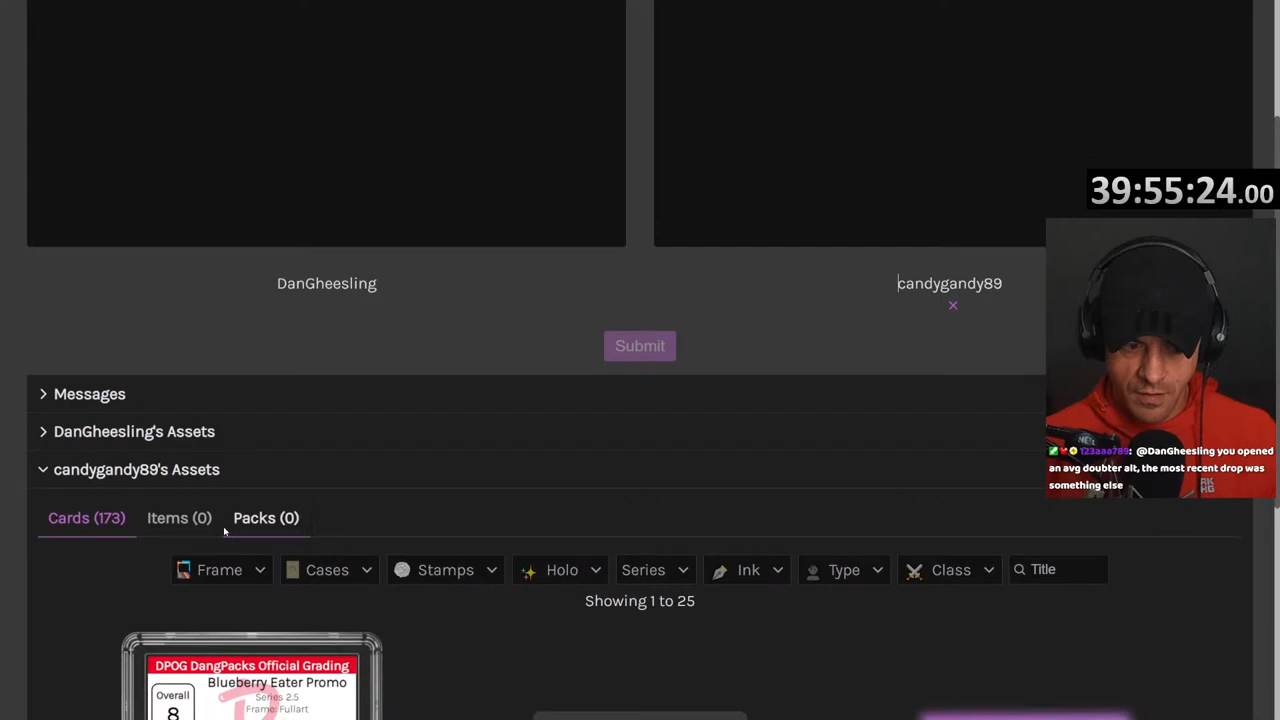 39:55:24.00
DanGheesling
candygandy89
Submit
Messages
DanGheesling's Assets
candygandy89's Assets
Cards (173) Items (0) Packs (0)
Frame Cases Stamps Holo Series Ink Type Class Title
Showing 1 to 25
DPOG DangPacks Official Grading
Blueberry Eater Promo
Series 2.5
Frame: Fullart
Overall
8
123aaa789: @DanGheesling you opened
an avg doubter alt, the most recent drop was
something else